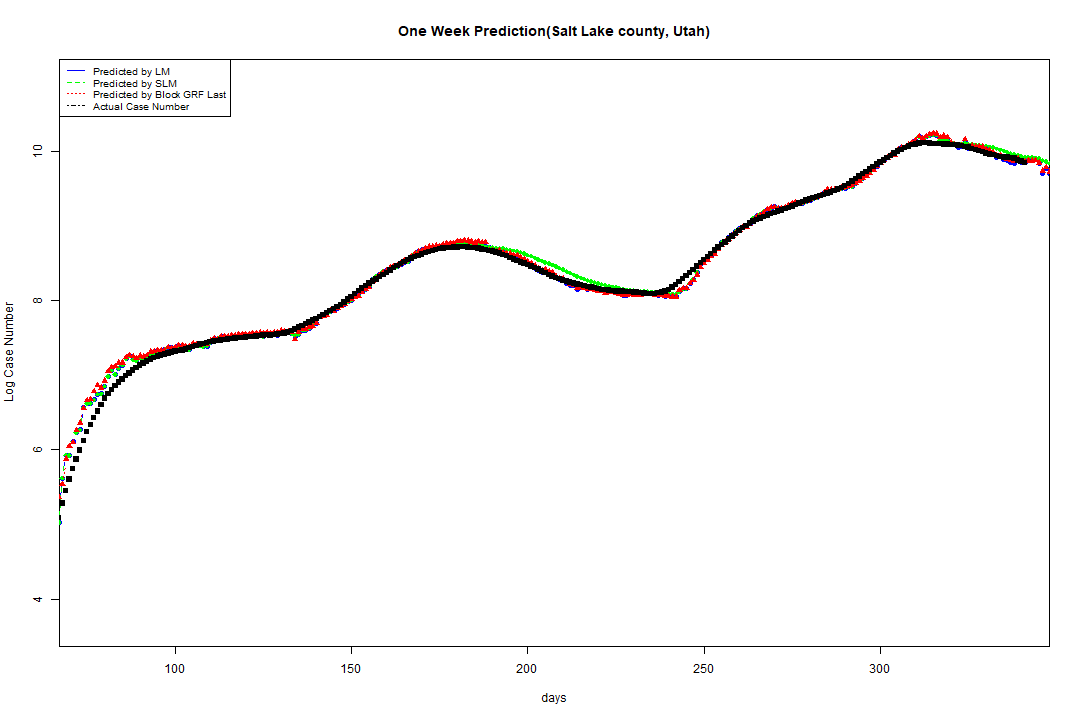 One Week Prediction(Salt Lake county, Utah)
Predicted by LM
Predicted by SLM
Predicted by Block GRF Last
Actual Case Number
Log Case Number
10
8
6
4
100 150 200 250 300
days